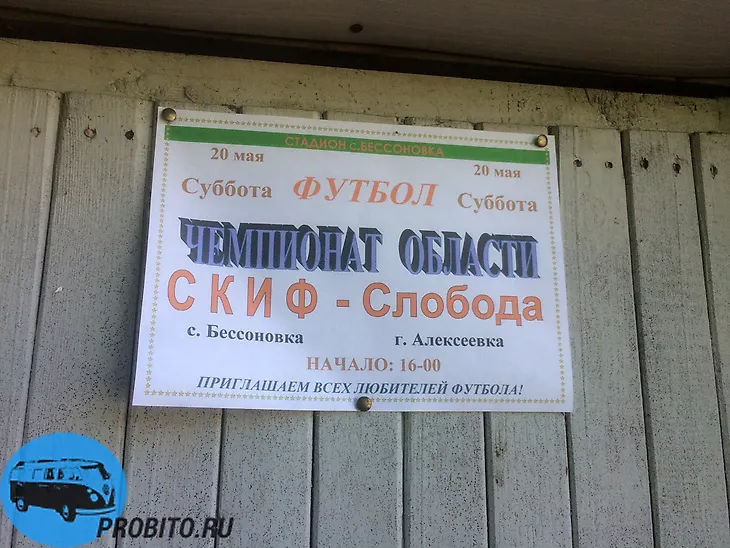 СТАДИОН с.БЕССОНОВКА
20 мая 20 мая
Суббота ФУТБОЛ Суббота
ЧЕМПИОНАТ ОБЛАСТИ
СКИФ - Слобода
с. Бессоновка г. Алексеевка
НАЧАЛО: 16-00
ПРИГЛАШАЕМ ВСЕХ ЛЮБИТЕЛЕЙ ФУТБОЛА!
PROBITO.RU